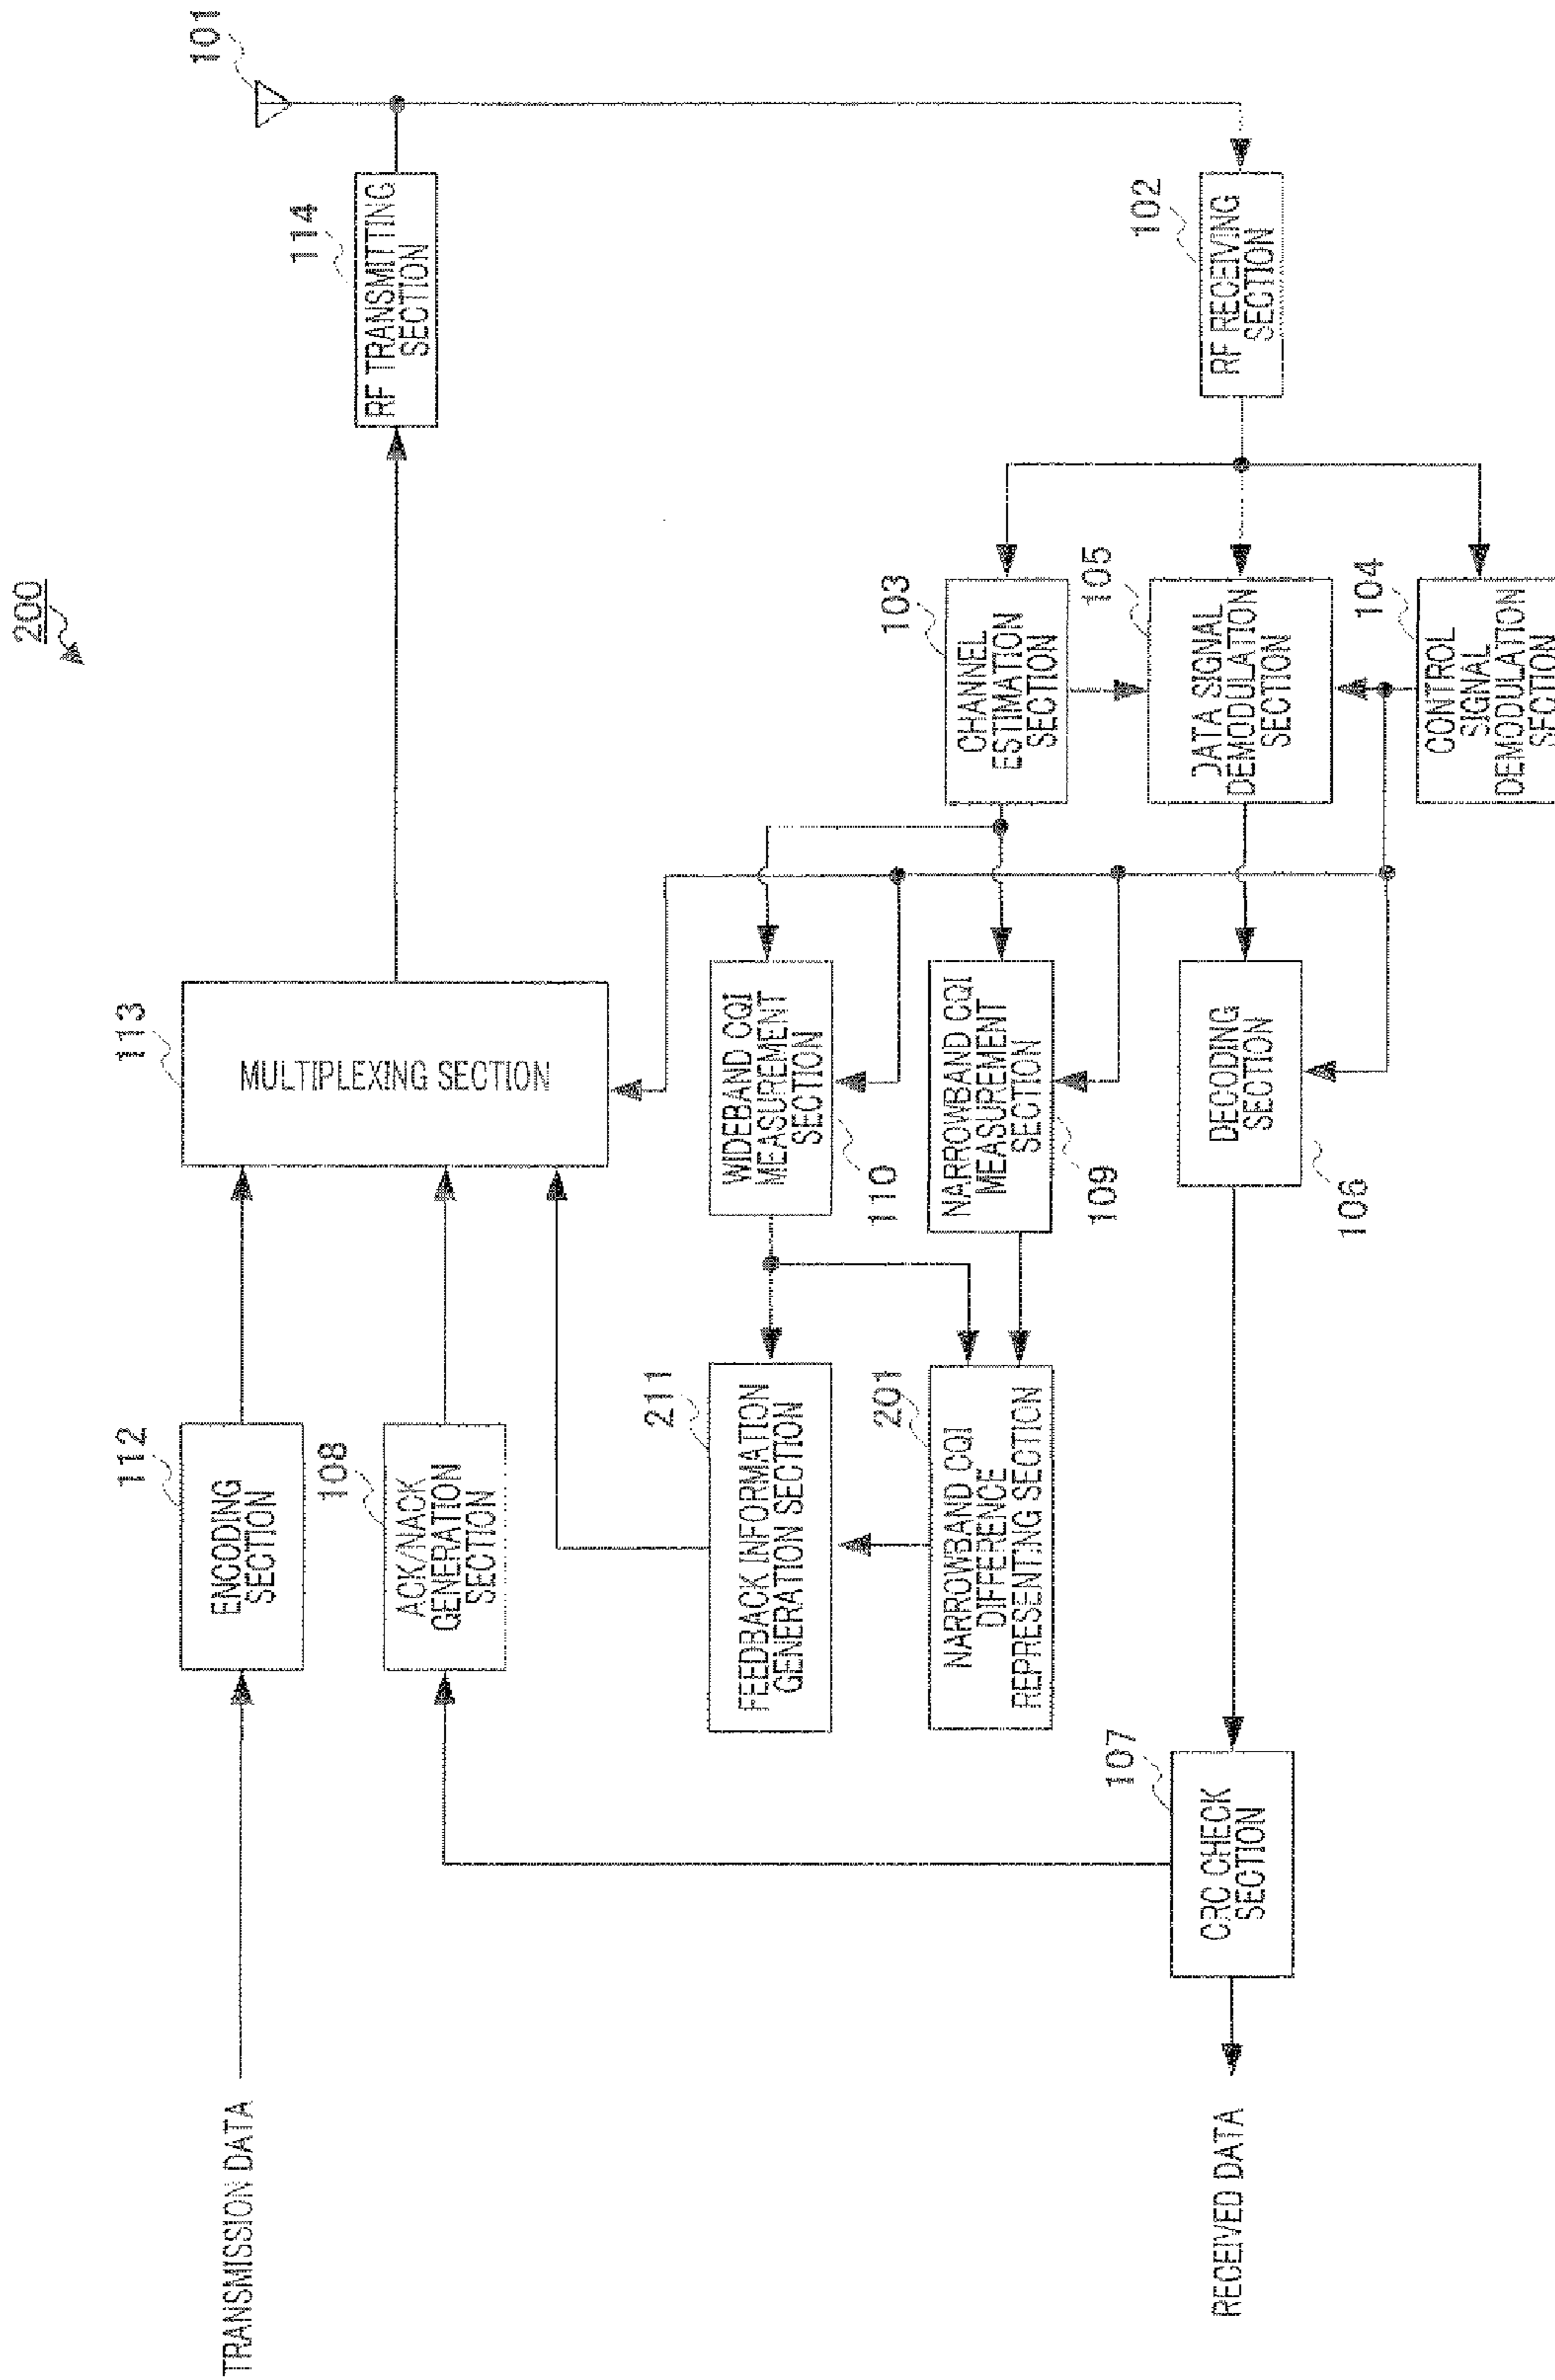 200
101
TRANSMISSION DATA
112
ENCODING
SECTION
113
MULTIPLEXING SECTION
114
RF TRANSMITTING
SECTION
108
ACK/NACK
GENERATION
SECTION
211
FEEDBACK INFORMATION
GENERATION SECTION
WIDEBAND CQI
MEASUREMENT
SECTION
110
201
NARROWBAND CQI
DIFFERENCE
REPRESENTING SECTION
NARROWBAND CQI
MEASUREMENT
SECTION
109
103
CHANNEL
ESTIMATION
SECTION
102
RF RECEIVING
SECTION
105
DATA SIGNAL
DEMODULATION
SECTION
RECEIVED DATA
107
CRC CHECK
SECTION
DECODING
SECTION
106
104
CONTROL
SIGNAL
DEMODULATION
SECTION